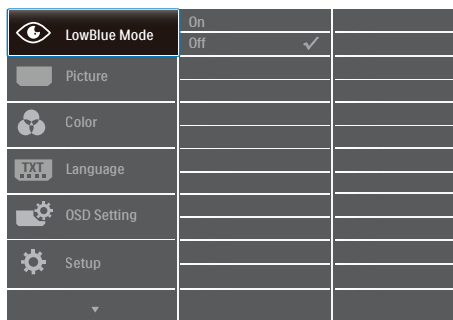 LowBlue Mode
On
Off
Picture
Color
TXT
Language
OSD Setting
Setup